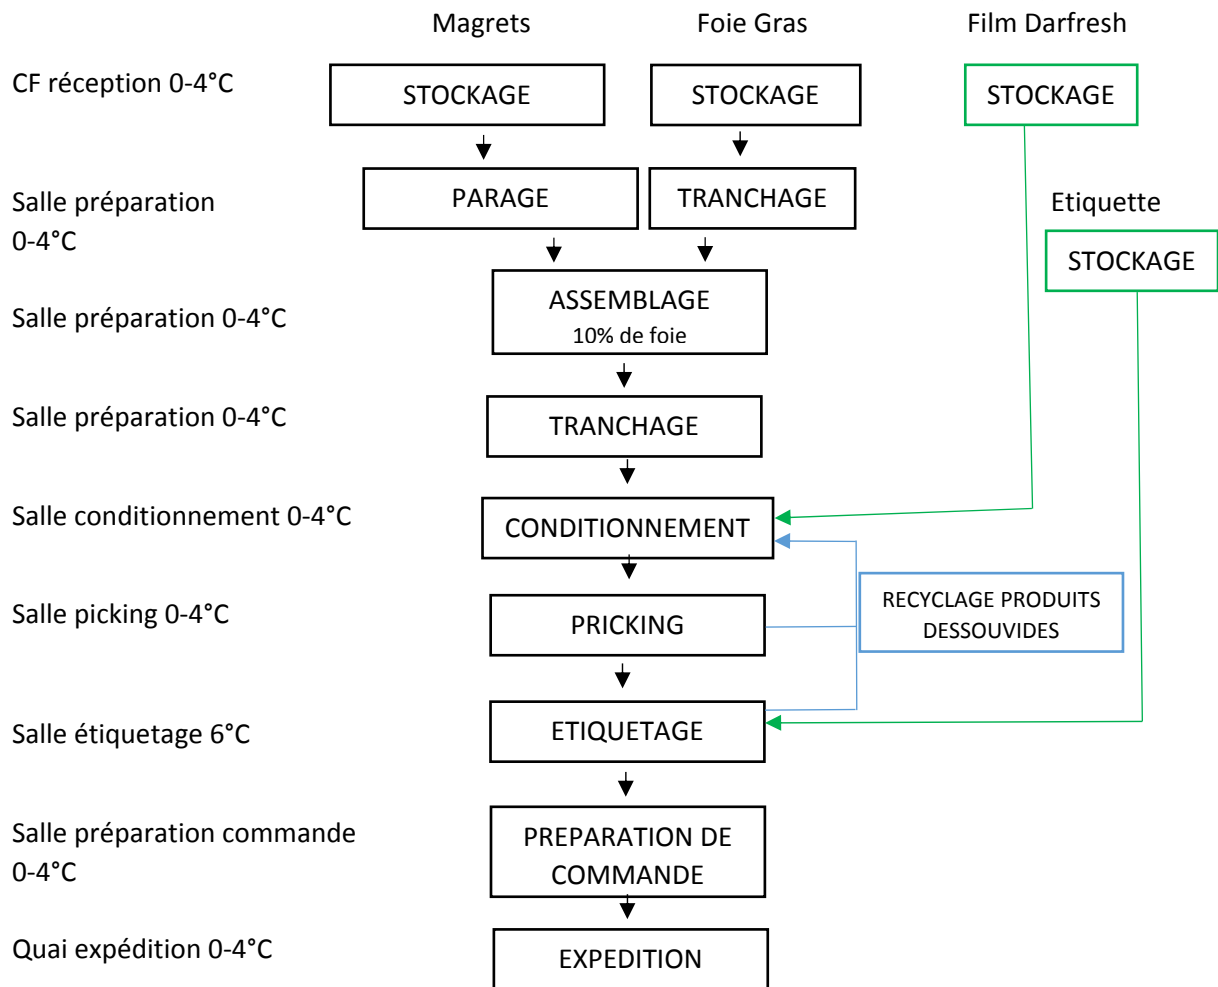 Magrets
Foie Gras
Film Darfresh
CF réception 0-4°C
STOCKAGE
STOCKAGE
STOCKAGE
Salle préparation
0-4°C
PARAGE
TRANCHAGE
Etiquette
STOCKAGE
Salle préparation 0-4°C
ASSEMBLAGE
10% de foie
Salle préparation 0-4°C
TRANCHAGE
Salle conditionnement 0-4°C
CONDITIONNEMENT
Salle picking 0-4°C
PRICKING
RECYCLAGE PRODUITS
DESSOUVIDES
Salle étiquetage 6°C
ETIQUETAGE
Salle préparation commande
0-4°C
PREPARATION DE
COMMANDE
Quai expédition 0-4°C
EXPEDITION